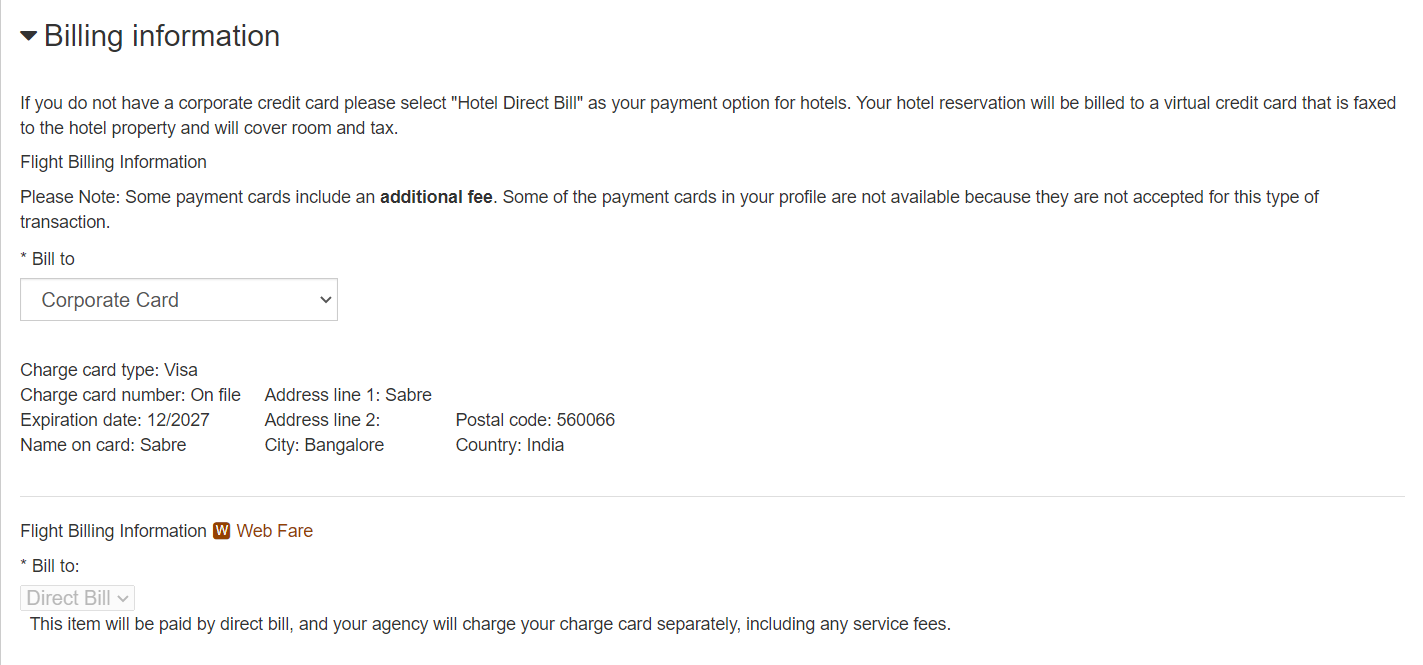 Billing information
If you do not have a corporate credit card please select "Hotel Direct Bill" as your payment option for hotels. Your hotel reservation will be billed to a virtual credit card that is faxed
to the hotel property and will cover room and tax.
Flight Billing Information
Please Note: Some payment cards include an additional fee. Some of the payment cards in your profile are not available because they are not accepted for this type of
transaction.
* Bill to
Corporate Card
Charge card type: Visa
Charge card number: On file Address line 1: Sabre
Expiration date: 12/2027 Address line 2: Postal code: 560066
Name on card: Sabre City: Bangalore Country: India
Flight Billing Information W Web Fare
* Bill to:
Direct Bill
This item will be paid by direct bill, and your agency will charge your charge card separately, including any service fees.